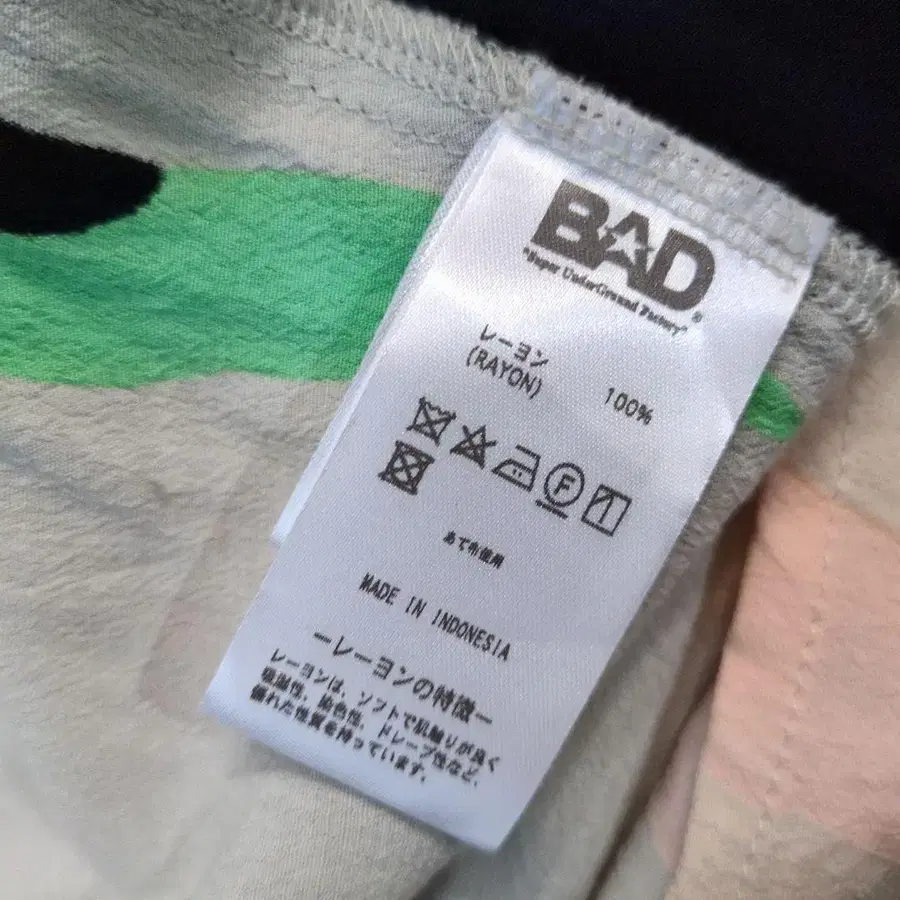 BAD®
"Super UnderGround Factory"
レーヨン
(RAYON) 100%
F
あて布使用
MADE IN INDONESIA
ーレーヨンの特徴ー
レーヨンは、ソフトで肌触りが良く
吸湿性、染色性、ドレープ性など、
優れた性質を持っています。